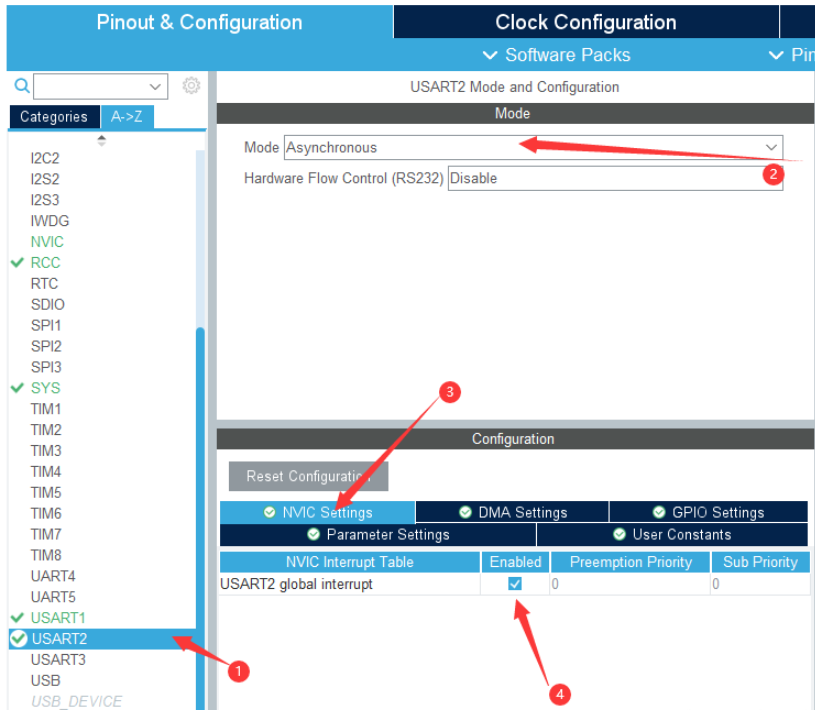 Pinout & Configuration
Clock Configuration
Software Packs
Pin
USART2 Mode and Configuration
Categories
A->Z
I2C2
I2S2
I2S3
IWDG
NVIC
RCC
RTC
SDIO
SPI1
SPI2
SPI3
SYS
TIM1
TIM2
TIM3
TIM4
TIM5
TIM6
TIM7
TIM8
UART4
UART5
USART1
USART2
USART3
USB
USB_DEVICE
Mode
Mode Asynchronous
Hardware Flow Control (RS232) Disable
2
3
Configuration
Reset Configuration
NVIC Settings
DMA Settings
GPIO Settings
Parameter Settings
User Constants
NVIC Interrupt Table Enabled Preemption Priority Sub Priority
USART2 global interrupt 0 0
1
4